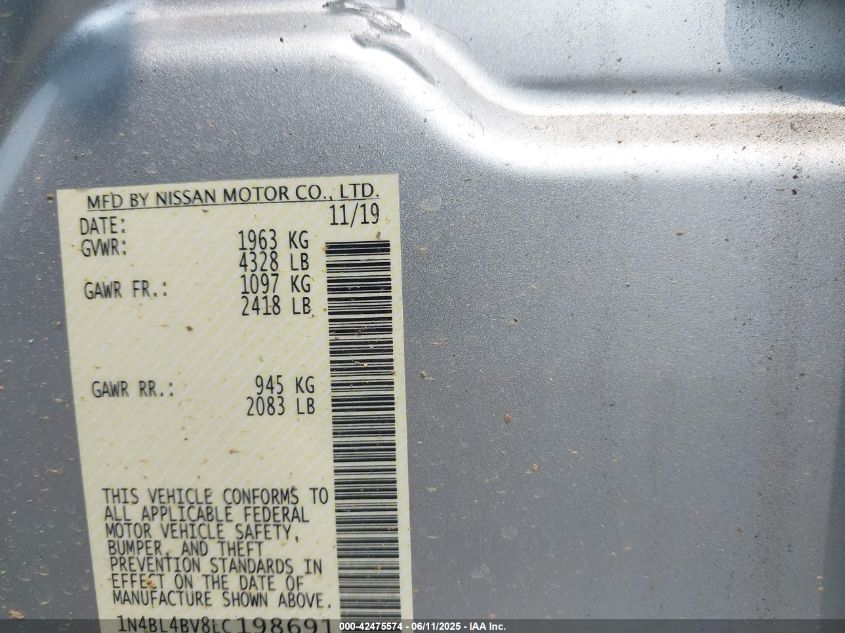 MFD BY NISSAN MOTOR CO., LTD.
DATE: 11/19
GVWR: 1963 KG
4328 LB
GAWR FR.: 1097 KG
2418 LB
GAWR RR.: 945 KG
2083 LB
THIS VEHICLE CONFORMS TO
ALL APPLICABLE FEDERAL
MOTOR VEHICLE SAFETY,
BUMPER, AND THEFT
PREVENTION STANDARDS IN
EFFECT ON THE DATE OF
MANUFACTURE SHOWN ABOVE.
1N4BL4BV8LC198691
000-42475574 - 06/11/2025 - IAA Inc.